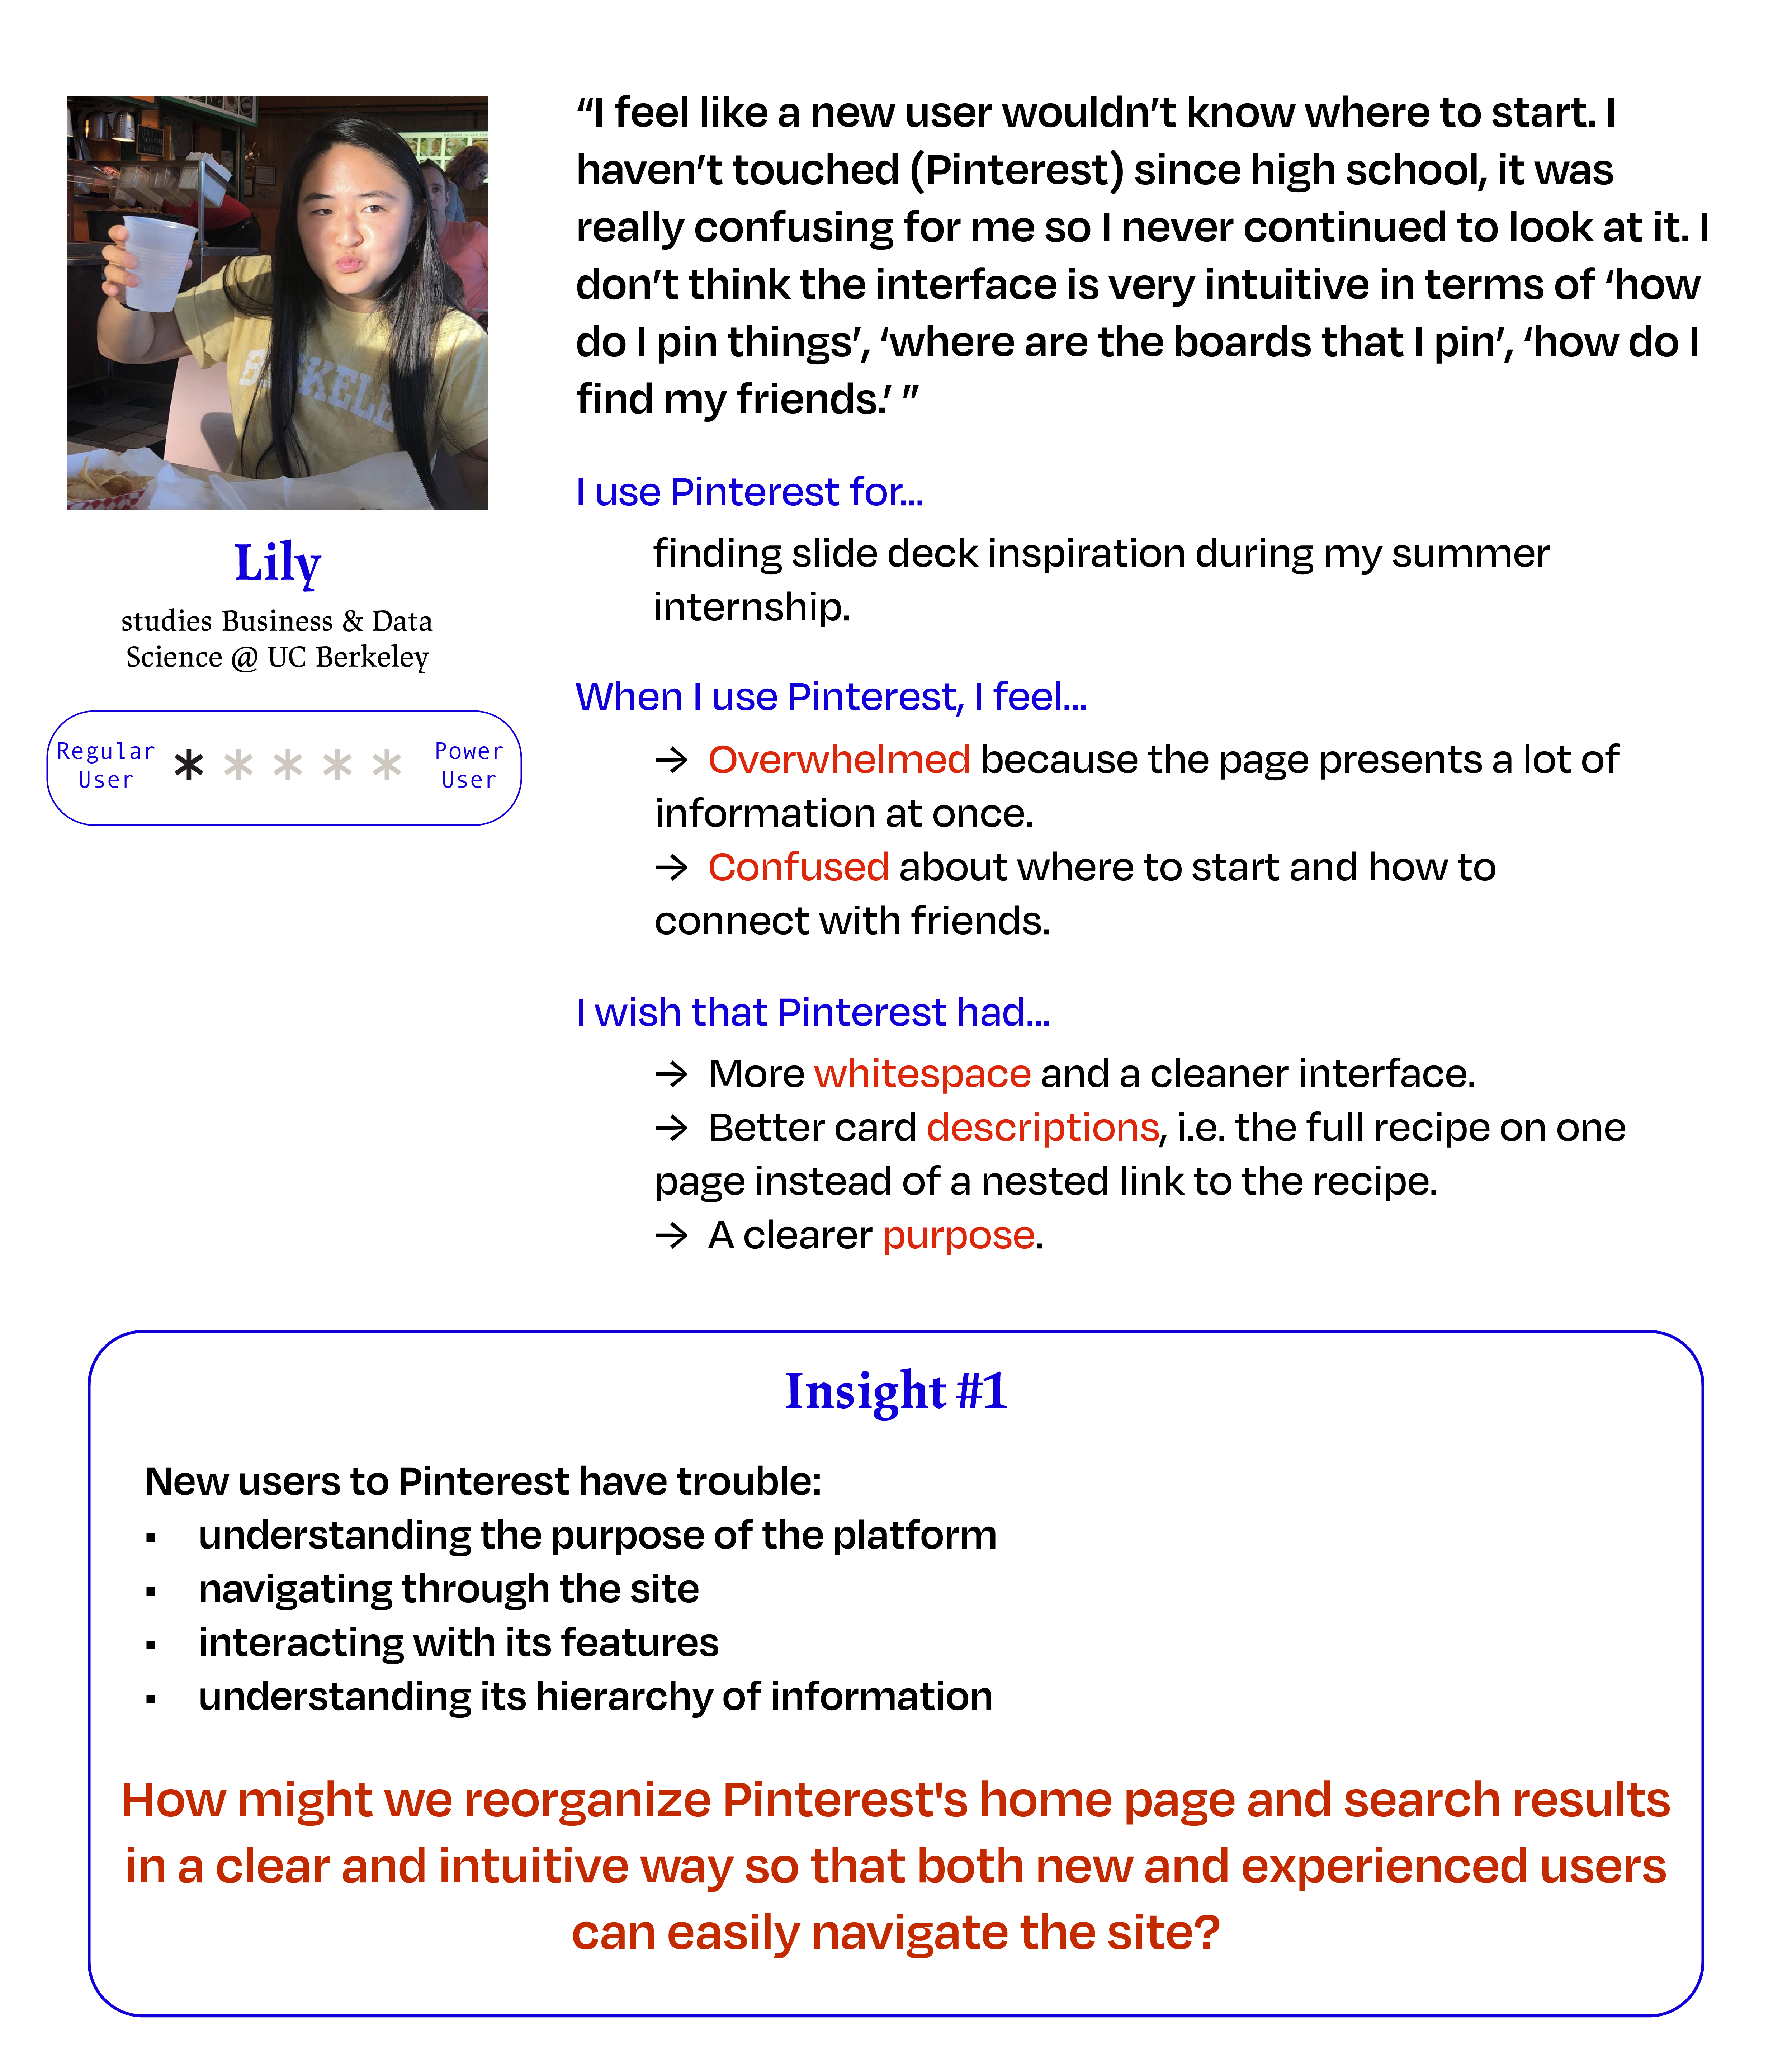 “I feel like a new user wouldn’t know where to start. I
haven’t touched (Pinterest) since high school, it was
really confusing for me so I never continued to look at it. I
don’t think the interface is very intuitive in terms of ‘how
do I pin things’, ‘where are the boards that I pin’, ‘how do I
find my friends.’ ”
BERKELE
Lily
studies Business & Data
Science @ UC Berkeley
Regular
User
* * * * *
Power
User
I use Pinterest for...
finding slide deck inspiration during my summer
internship.
When I use Pinterest, I feel...
→ Overwhelmed because the page presents a lot of
information at once.
→ Confused about where to start and how to
connect with friends.
I wish that Pinterest had...
→ More whitespace and a cleaner interface.
→ Better card descriptions, i.e. the full recipe on one
page instead of a nested link to the recipe.
→ A clearer purpose.
Insight #1
New users to Pinterest have trouble:
▪ understanding the purpose of the platform
▪ navigating through the site
▪ interacting with its features
▪ understanding its hierarchy of information
How might we reorganize Pinterest's home page and search results
in a clear and intuitive way so that both new and experienced users
can easily navigate the site?